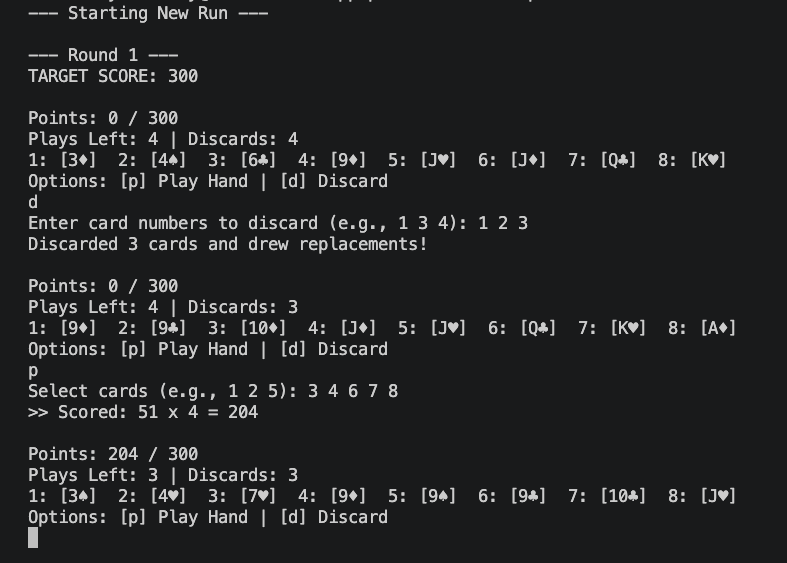 --- Starting New Run ---
--- Round 1 ---
TARGET SCORE: 300
Points: 0 / 300
Plays Left: 4 | Discards: 4
1: [3♦]  2: [4♠]  3: [6♣]  4: [9♦]  5: [J♥]  6: [J♦]  7: [Q♣]  8: [K♥]
Options: [p] Play Hand | [d] Discard
d
Enter card numbers to discard (e.g., 1 3 4): 1 2 3
Discarded 3 cards and drew replacements!
Points: 0 / 300
Plays Left: 4 | Discards: 3
1: [9♦]  2: [9♣]  3: [10♦]  4: [J♦]  5: [J♥]  6: [Q♣]  7: [K♥]  8: [A♦]
Options: [p] Play Hand | [d] Discard
p
Select cards (e.g., 1 2 5): 3 4 6 7 8
>> Scored: 51 x 4 = 204
Points: 204 / 300
Plays Left: 3 | Discards: 3
1: [3♠]  2: [4♥]  3: [7♥]  4: [9♦]  5: [9♠]  6: [9♣]  7: [10♣]  8: [J♥]
Options: [p] Play Hand | [d] Discard